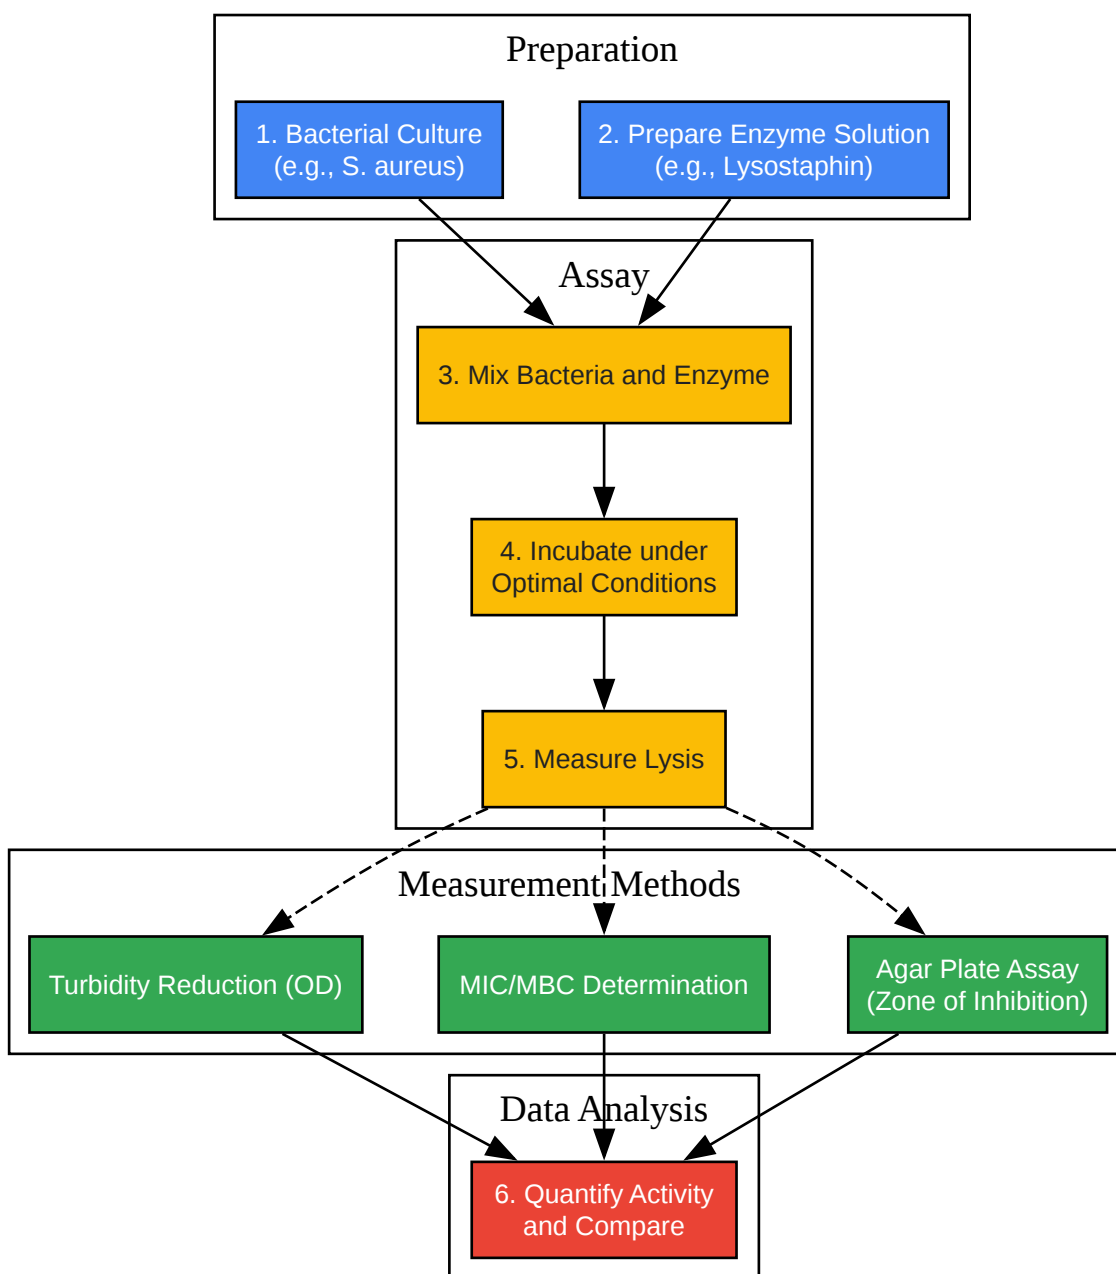 Preparation
1. Bacterial Culture
(e.g., S. aureus)
2. Prepare Enzyme Solution
(e.g., Lysostaphin)
Assay
3. Mix Bacteria and Enzyme
4. Incubate under
Optimal Conditions
5. Measure Lysis
Measurement Methods
Turbidity Reduction (OD)
MIC/MBC Determination
Agar Plate Assay
(Zone of Inhibition)
Data Analysis
6. Quantify Activity
and Compare